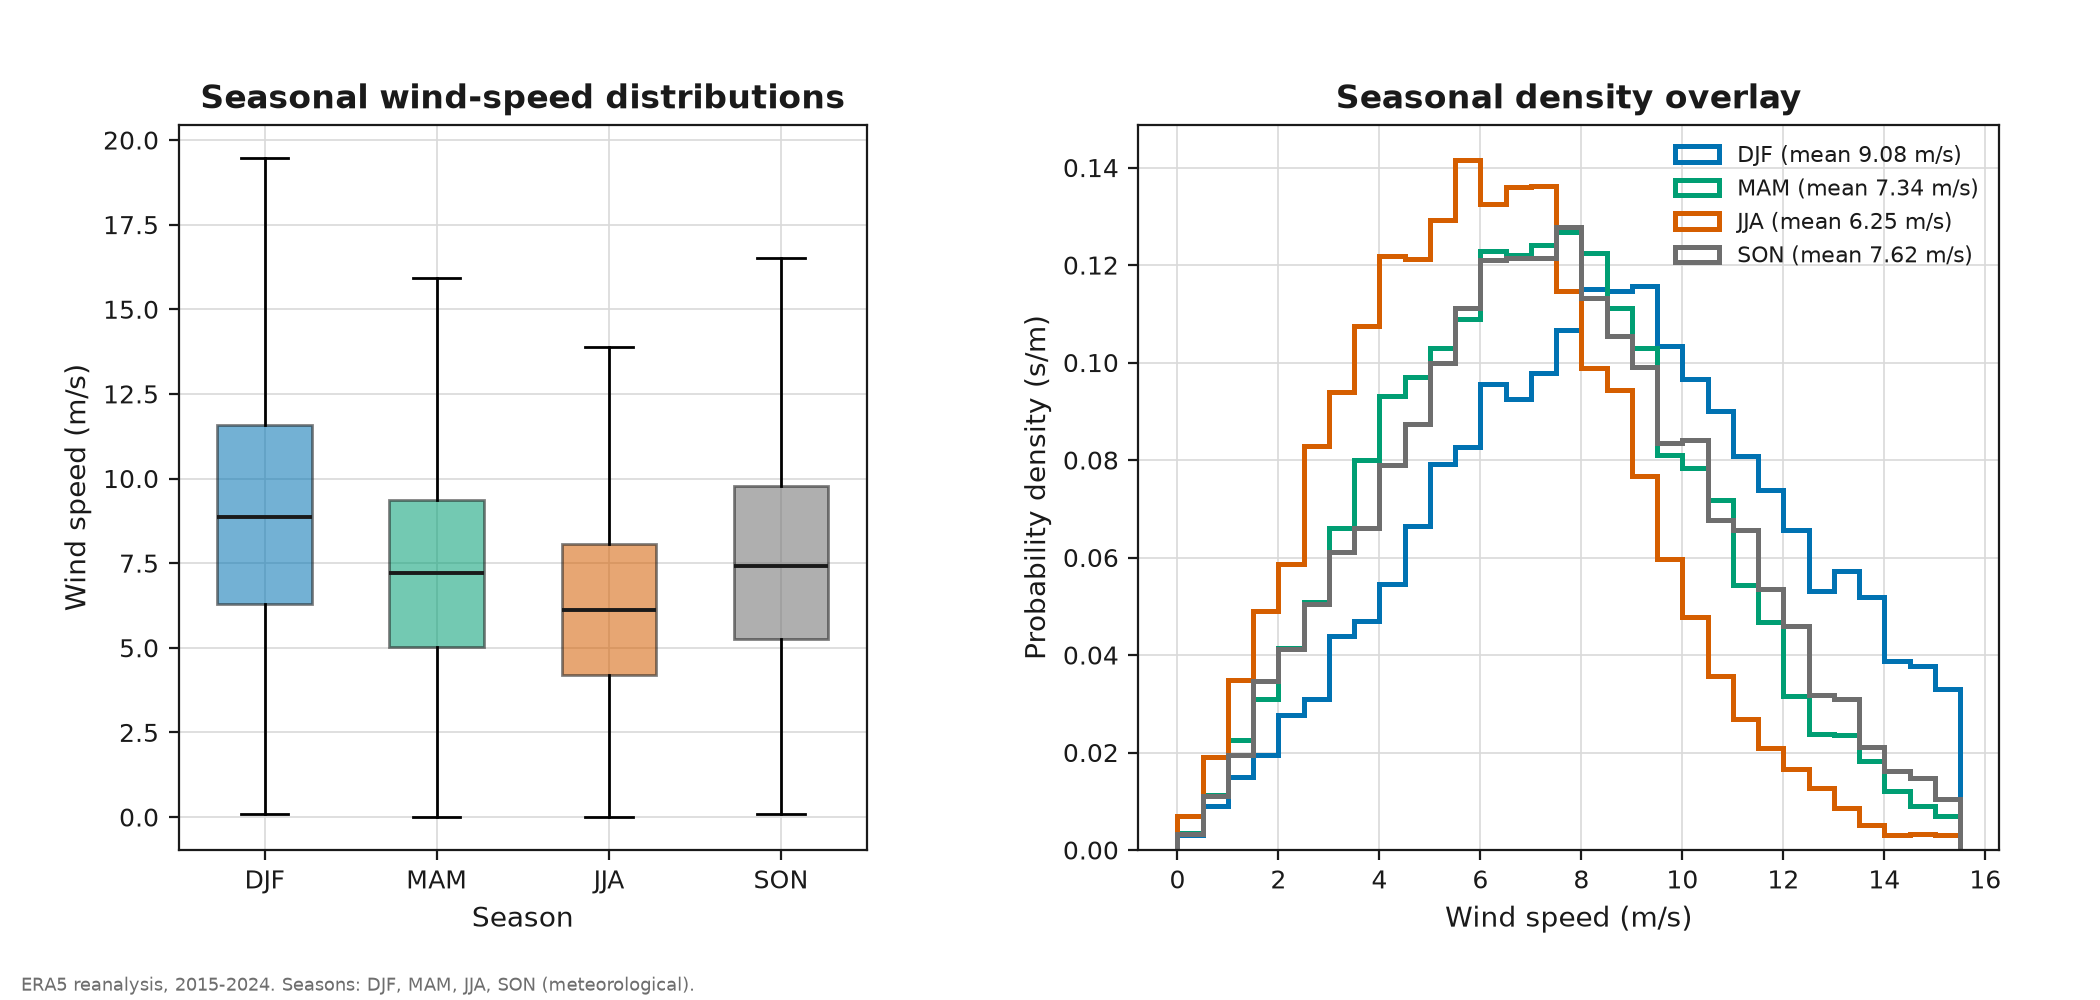 Seasonal wind-speed distributions
20.0
17.5
15.0
12.5
10.0
7.5
5.0
2.5
0.0
Wind speed (m/s)
DJF
MAM
JJA
SON
Season
Seasonal density overlay
DJF (mean 9.08 m/s)
MAM (mean 7.34 m/s)
JJA (mean 6.25 m/s)
SON (mean 7.62 m/s)
0.14
0.12
0.10
0.08
0.06
0.04
0.02
0.00
Probability density (s/m)
0
2
4
6
8
10
12
14
16
Wind speed (m/s)
ERA5 reanalysis, 2015-2024. Seasons: DJF, MAM, JJA, SON (meteorological).